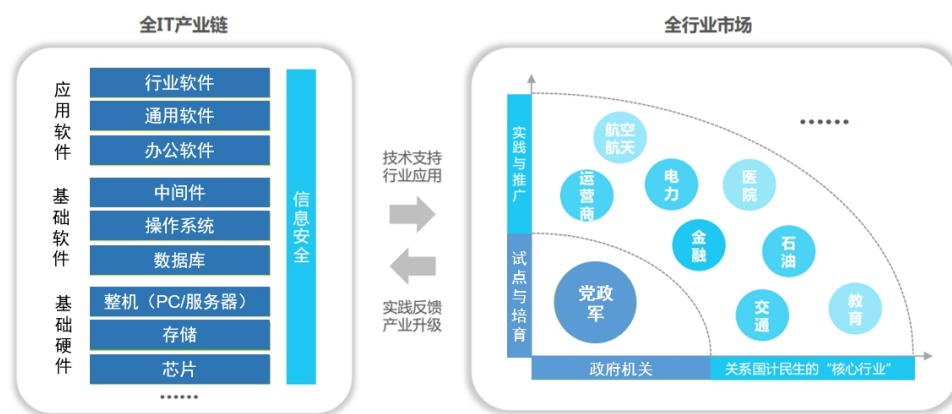 全IT产业链
应用软件
行业软件
通用软件
办公软件
基础软件
中间件
操作系统
数据库
基础硬件
整机（PC/服务器）
存储
芯片
······
信息安全
技术支持
行业应用
实践反馈
产业升级
全行业市场
实践与推广
试点与培育
······
航空
航天
运营商
电力
医院
金融
石油
党政
军
交通
教育
政府机关
关系国计民生的“核心行业”